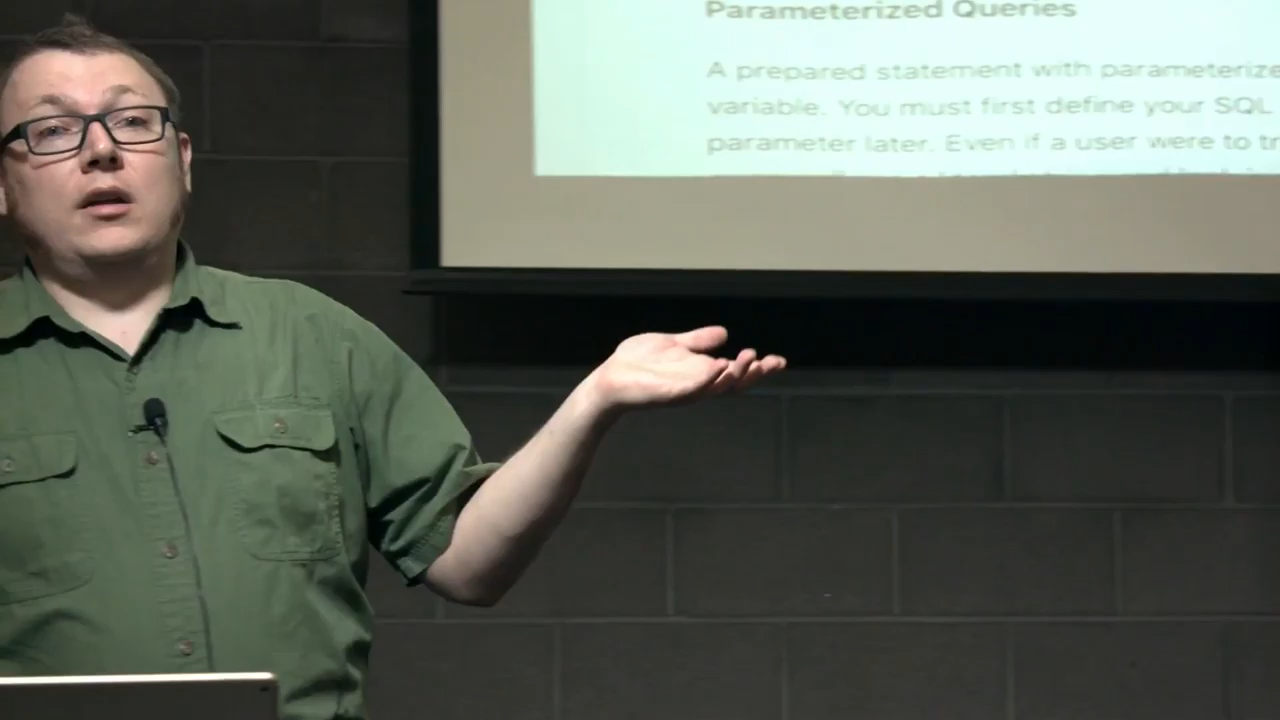 Parameterized Queries
A prepared statement with parameterize
variable. You must first define your SQL
parameter later. Even if a user were to tr